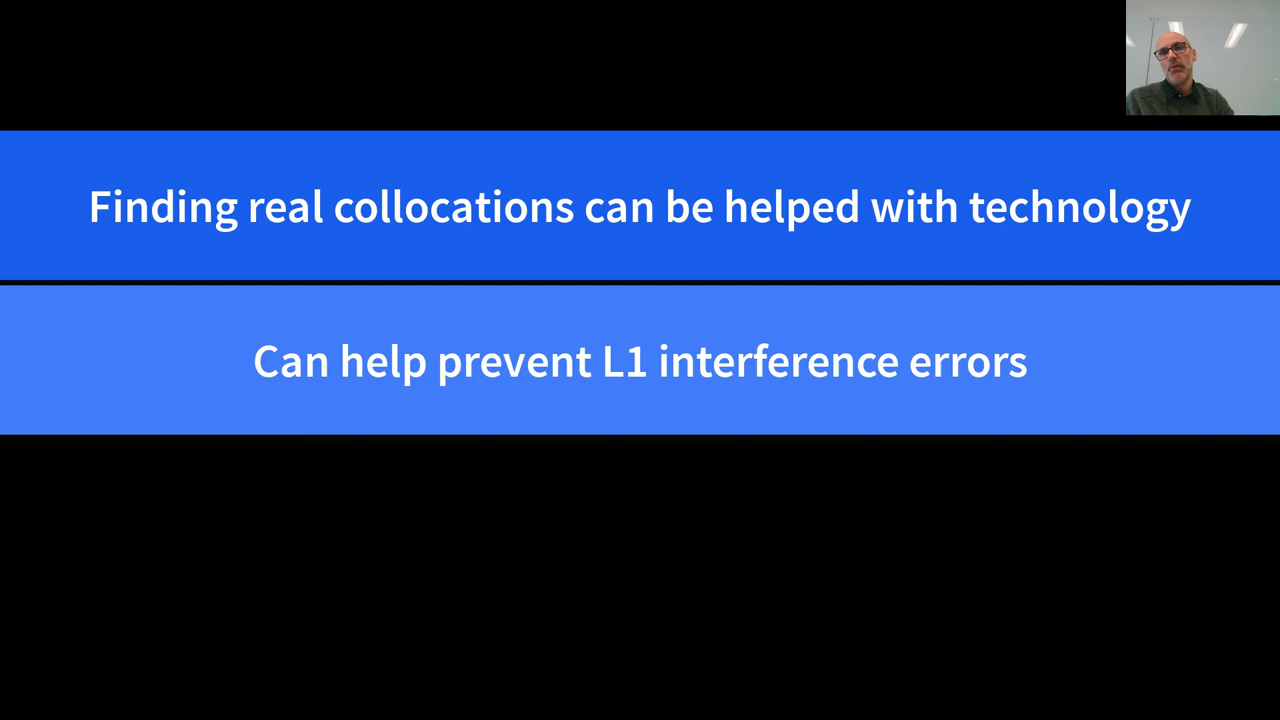 Finding real collocations can be helped with technology
Can help prevent L1 interference errors